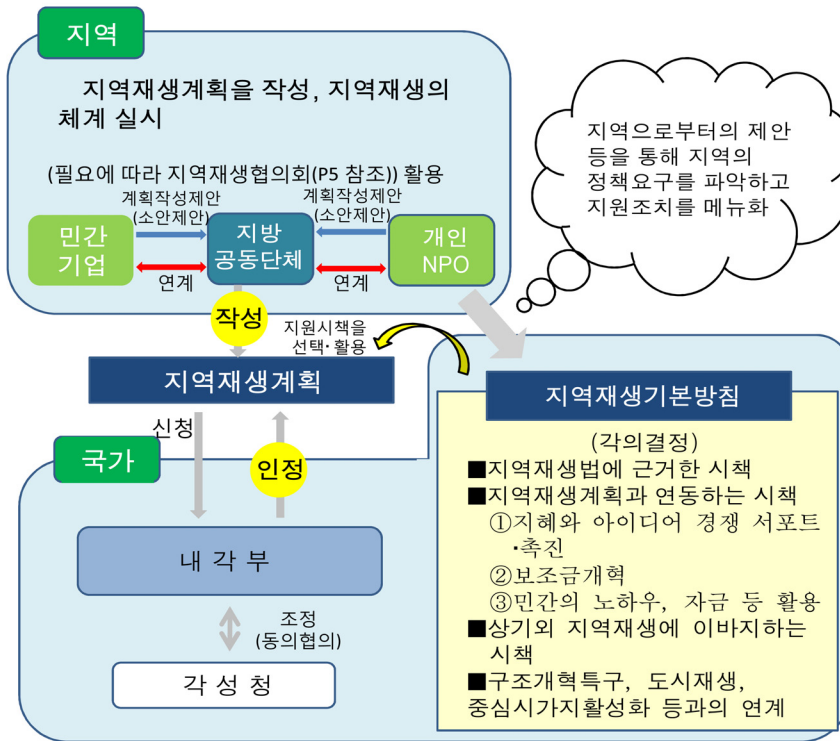 지역
지역재생계획을 작성, 지역재생의
체계 실시
(필요에 따라 지역재생협의회(P5 참조)) 활용
계획작성제안
(소안제안)
계획작성제안
(소안제안)
민간
기업
지방
공동단체
개인
NPO
연계
연계
지역으로부터의 제안
등을 통해 지역의
정책요구를 파악하고
지원조치를 메뉴화
작성
지원시책을
선택·활용
지역재생계획
신청
인정
국가
내 각 부
조정
(동의협의)
각 성 청
지역재생기본방침
(각의결정)
■지역재생법에 근거한 시책
■지역재생계획과 연동하는 시책
①지혜와 아이디어 경쟁 서포트
·촉진
②보조금개혁
③민간의 노하우, 자금 등 활용
■상기외 지역재생에 이바지하는
시책
■구조개혁특구, 도시재생,
중심시가지활성화 등과의 연계